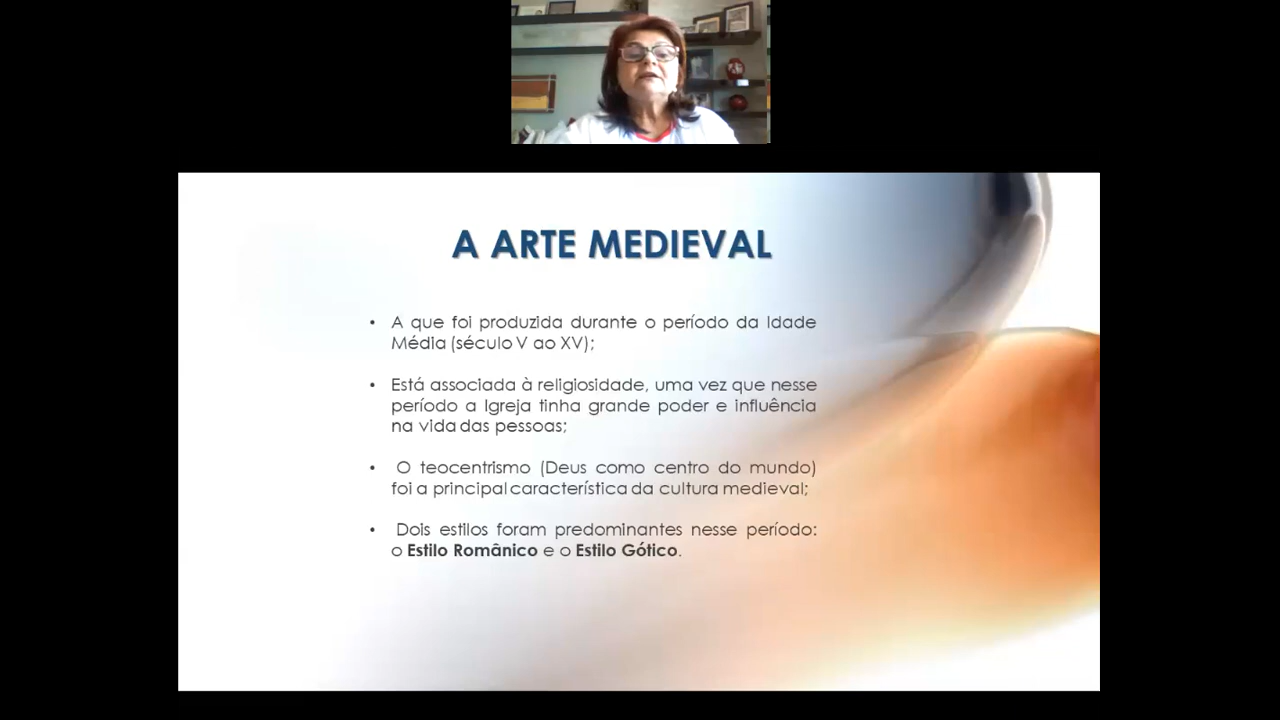 A ARTE MEDIEVAL
• A que foi produzida durante o período da Idade
Média (século V ao XV);
• Está associada à religiosidade, uma vez que nesse
período a Igreja tinha grande poder e influência
na vida das pessoas;
• O teocentrismo (Deus como centro do mundo)
foi a principal característica da cultura medieval;
• Dois estilos foram predominantes nesse período:
o Estilo Românico e o Estilo Gótico.